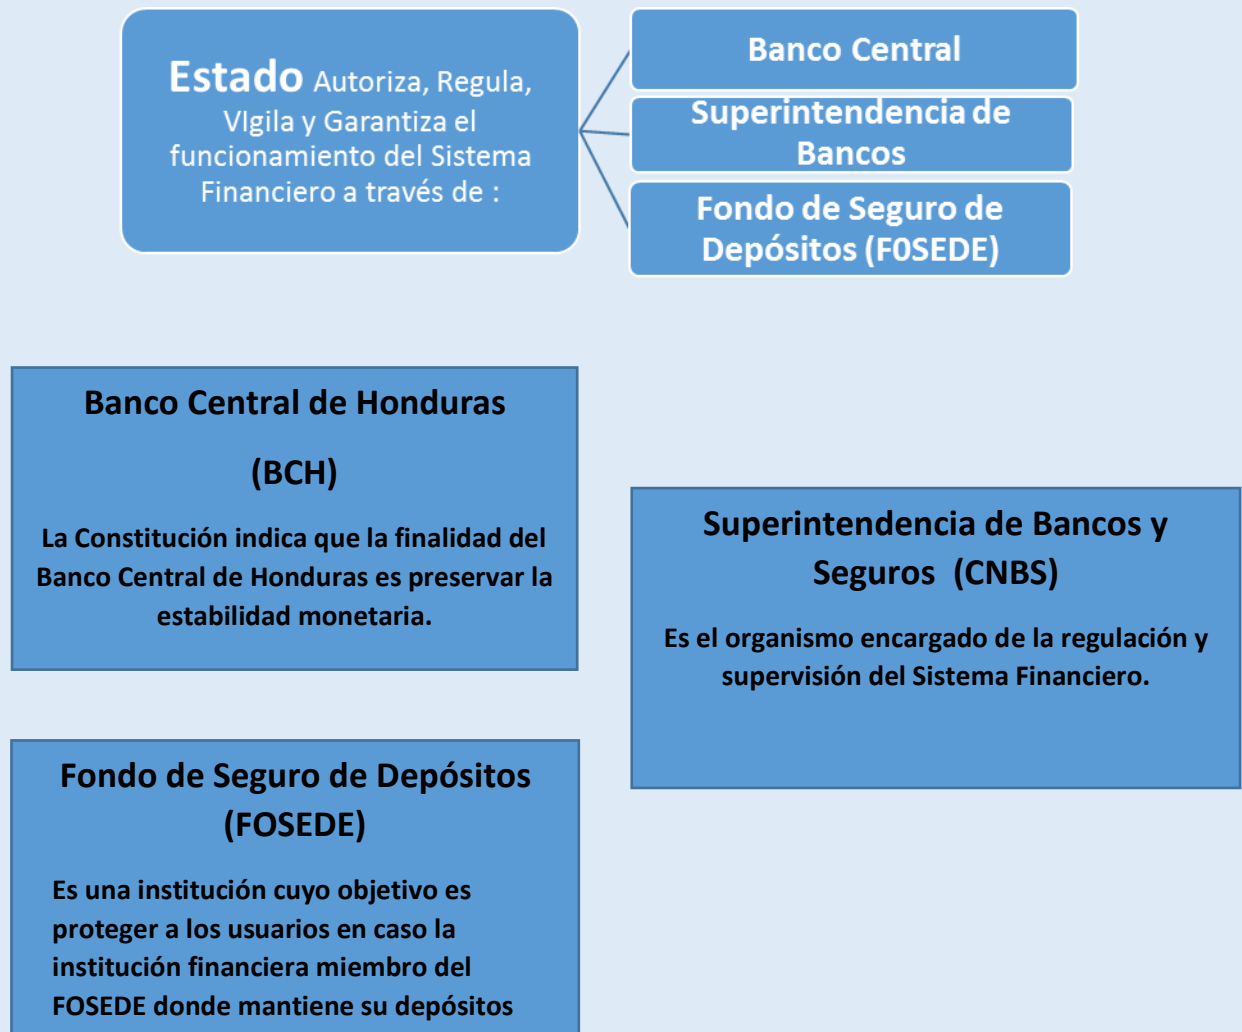 Estado Autoriza, Regula,
VIgila y Garantiza el
funcionamiento del Sistema
Financiero a través de :
Banco Central
Superintendencia de
Bancos
Fondo de Seguro de
Depósitos (F0SEDE)
Banco Central de Honduras
(BCH)
La Constitución indica que la finalidad del
Banco Central de Honduras es preservar la
estabilidad monetaria.
Superintendencia de Bancos y
Seguros (CNBS)
Es el organismo encargado de la regulación y
supervisión del Sistema Financiero.
Fondo de Seguro de Depósitos
(FOSEDE)
Es una institución cuyo objetivo es
proteger a los usuarios en caso la
institución financiera miembro del
FOSEDE donde mantiene su depósitos